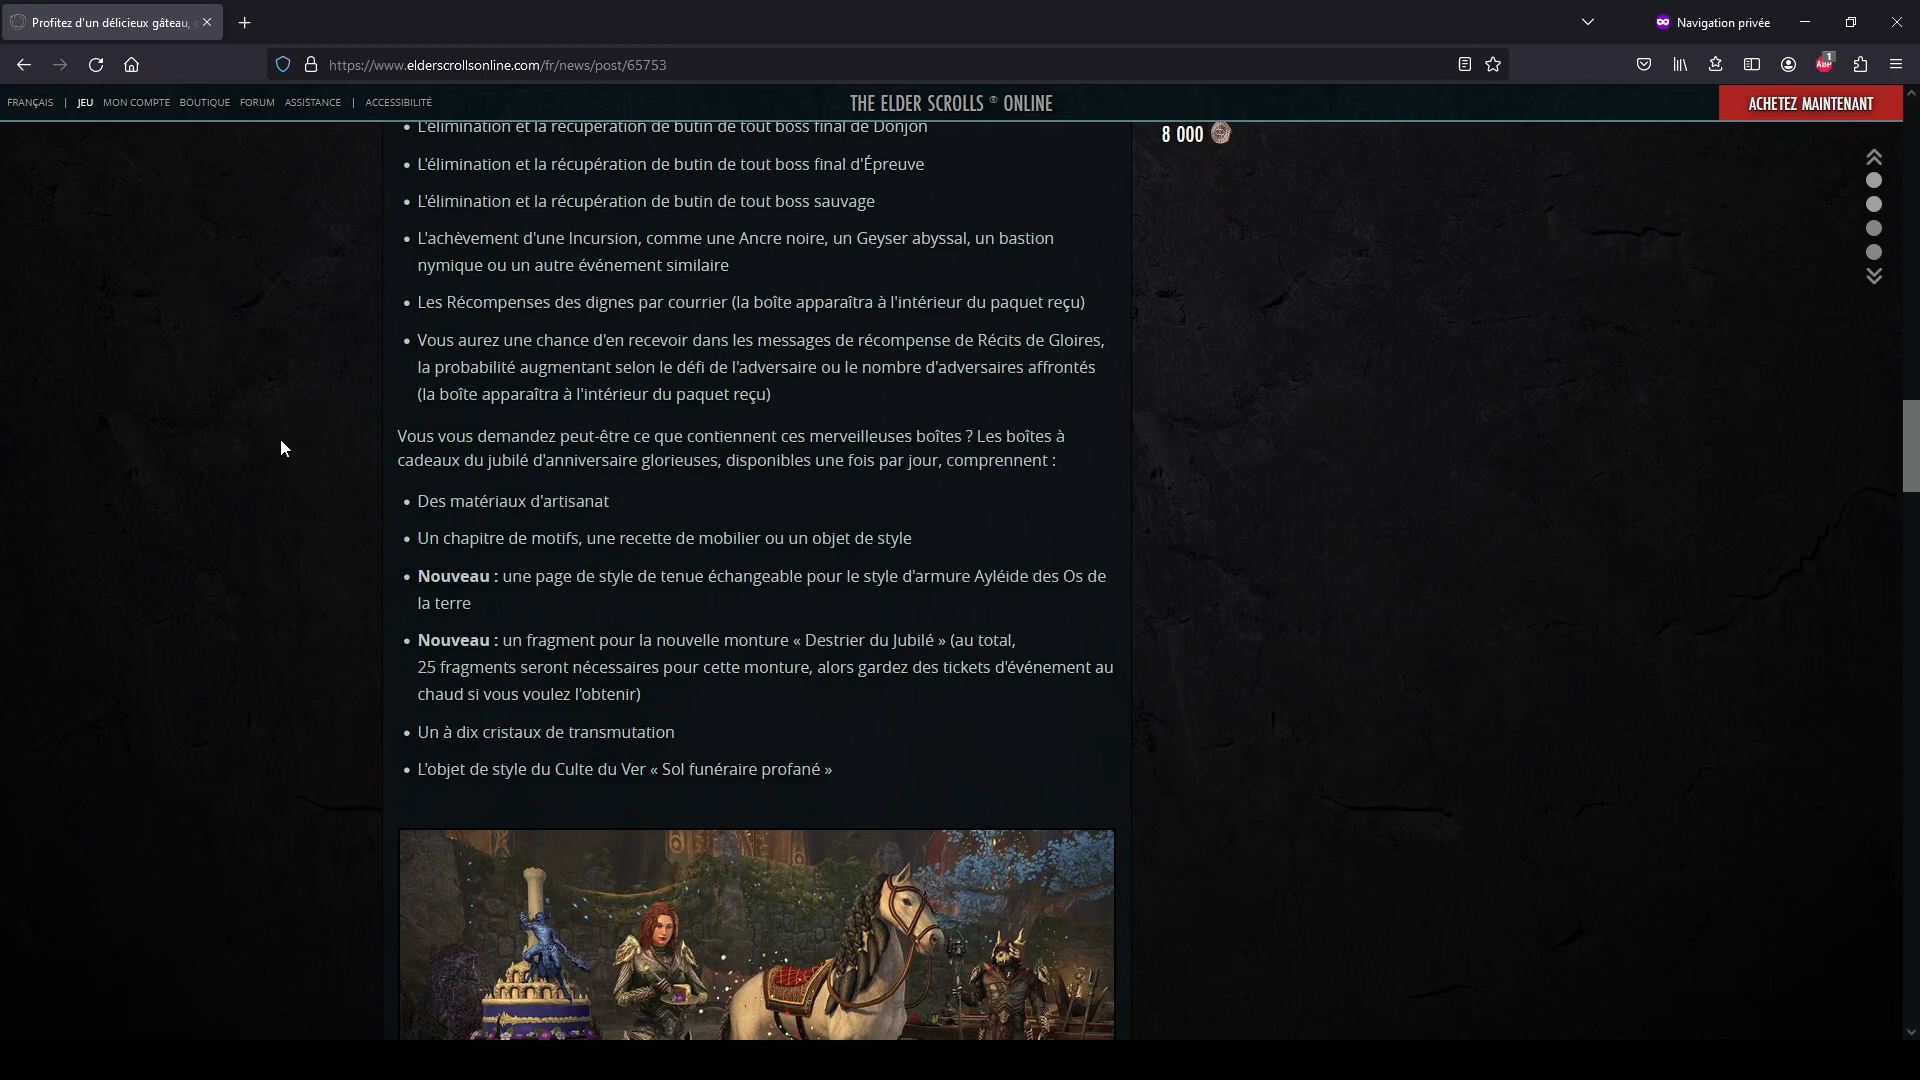 Profitez d'un délicieux gâteau,
Navigation privée
https://www.elderscrollsonline.com/fr/news/post/65753
1
ABP
FRANÇAIS | JEU MON COMPTE BOUTIQUE FORUM ASSISTANCE | ACCESSIBILITÉ
THE ELDER SCROLLS ® ONLINE
ACHETEZ MAINTENANT
• L'élimination et la récupération de butin de tout boss final de Donjon
8 000
• L'élimination et la récupération de butin de tout boss final d'Épreuve
• L'élimination et la récupération de butin de tout boss sauvage
• L'achèvement d'une Incursion, comme une Ancre noire, un Geyser abyssal, un bastion
nymique ou un autre événement similaire
• Les Récompenses des dignes par courrier (la boîte apparaîtra à l'intérieur du paquet reçu)
• Vous aurez une chance d'en recevoir dans les messages de récompense de Récits de Gloires,
la probabilité augmentant selon le défi de l'adversaire ou le nombre d'adversaires affrontés
(la boîte apparaîtra à l'intérieur du paquet reçu)
Vous vous demandez peut-être ce que contiennent ces merveilleuses boîtes ? Les boîtes à
cadeaux du jubilé d'anniversaire glorieuses, disponibles une fois par jour, comprennent :
• Des matériaux d'artisanat
• Un chapitre de motifs, une recette de mobilier ou un objet de style
• Nouveau : une page de style de tenue échangeable pour le style d'armure Ayléide des Os de
la terre
• Nouveau : un fragment pour la nouvelle monture « Destrier du Jubilé » (au total,
25 fragments seront nécessaires pour cette monture, alors gardez des tickets d'événement au
chaud si vous voulez l'obtenir)
• Un à dix cristaux de transmutation
• L'objet de style du Culte du Ver « Sol funéraire profané »